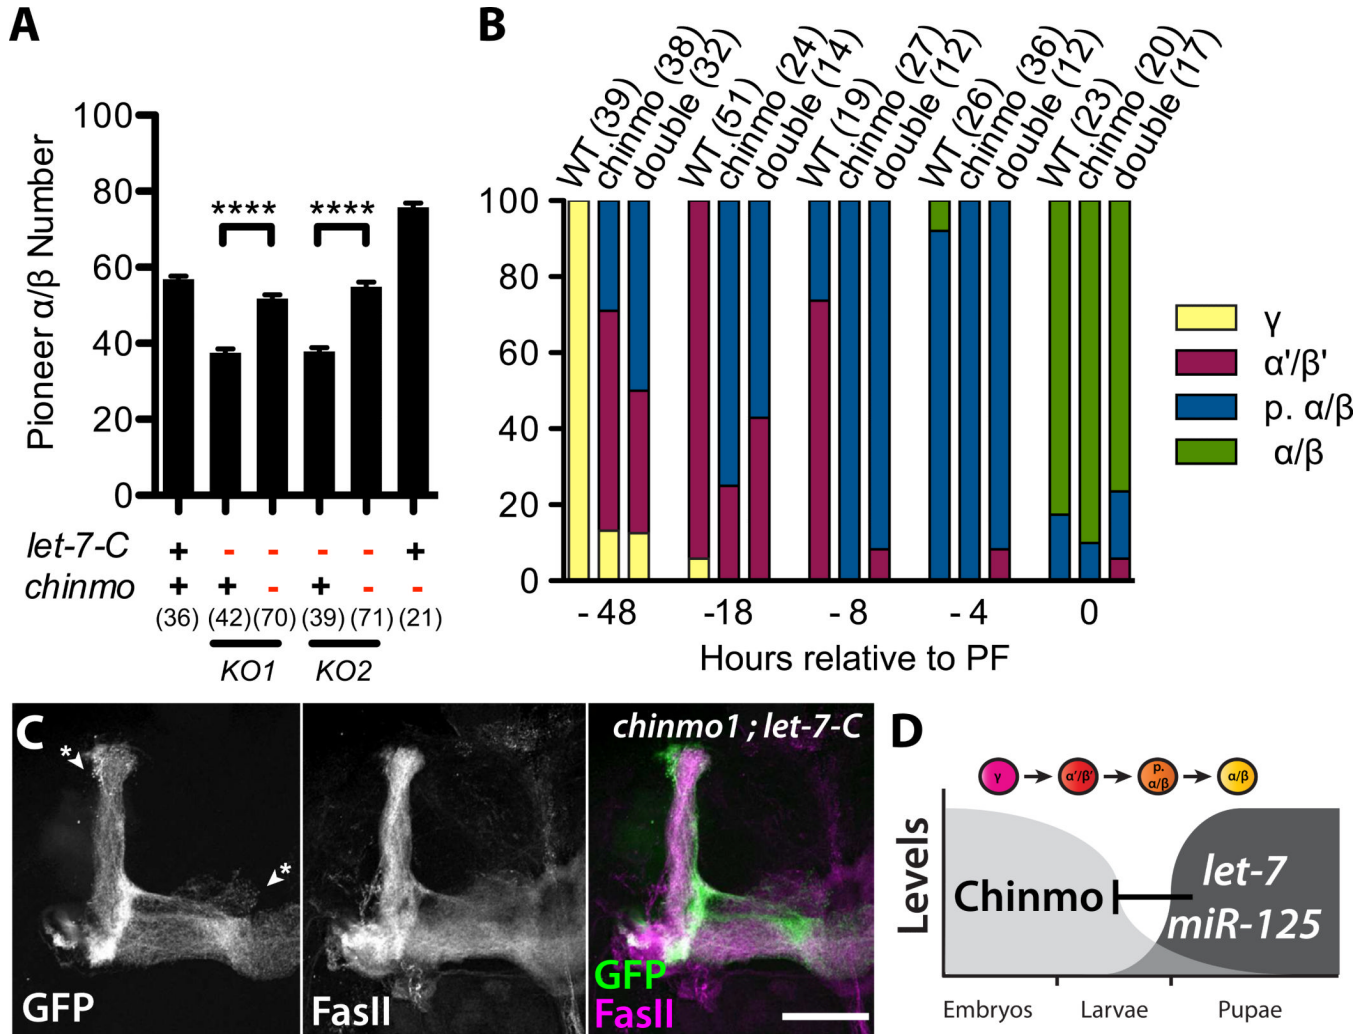 A
Pioneer α/β Number
100
80
60
40
20
0
**** ****
let-7-C + - - - - +
chinmo + + - + - -
(36) (42) (70) (39) (71) (21)
KO1 KO2
B
WT (39)
chinmo (38)
double (32)
WT (51)
chinmo (24)
double (14)
WT (19)
chinmo (27)
double (12)
WT (26)
chinmo (36)
double (12)
WT (23)
chinmo (20)
double (17)
100
80
60
40
20
0
-48 -18 -8 -4 0
Hours relative to PF
γ
α'/β'
p. α/β
α/β
C
*
*
GFP
FasII
chinmo1 ; let-7-C
GFP
FasII
D
γ α'/β' p. α/β α/β
Levels
Chinmo
let-7
miR-125
Embryos Larvae Pupae